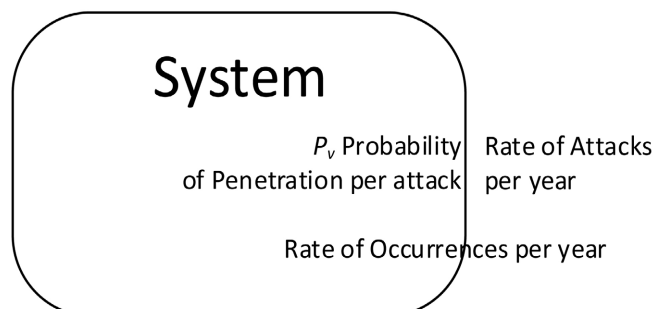 System
Pv Probability
of Penetration per attack
Rate of Attacks
per year
Rate of Occurrences per year